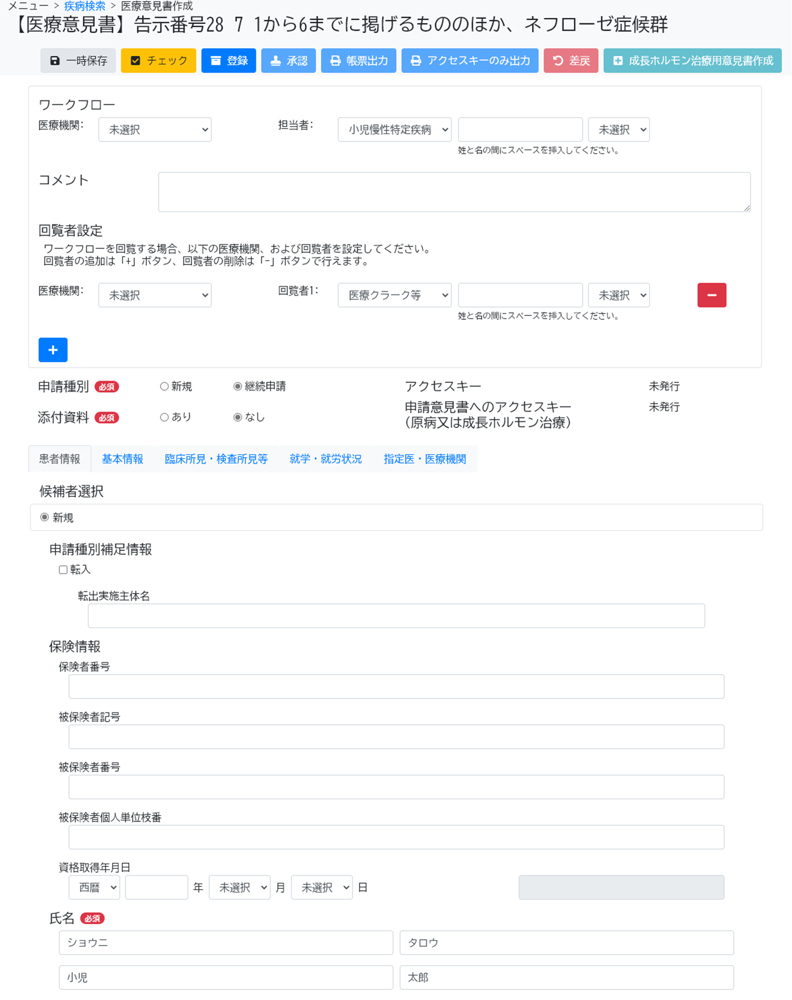 メニュー > 疾病検索 > 医療意見書作成
【医療意見書】告示番号28 7 1から6までに掲げるもののほか、ネフローゼ症候群
一時保存 チェック 登録 承認 帳票出力 アクセスキーのみ出力 差戻 成長ホルモン治療用意見書作成
ワークフロー
医療機関: 未選択 担当者: 小児慢性特定疾病 未選択
姓と名の間にスペースを挿入してください。
コメント
回覧者設定
ワークフローを回覧する場合、以下の医療機関、および回覧者を設定してください。
回覧者の追加は「+」ボタン、回覧者の削除は「-」ボタンで行えます。
医療機関: 未選択 回覧者1: 医療クラーク等 未選択
姓と名の間にスペースを挿入してください。
申請種別 必須 新規 継続申請 アクセスキー 未発行
申請意見書へのアクセスキー 未発行
(原病又は成長ホルモン治療)
添付資料 必須 あり なし
患者情報 基本情報 臨床所見・検査所見等 就学・就労状況 指定医・医療機関
候補者選択
新規
申請種別補足情報
転入
転出実施主体名
保険情報
保険者番号
被保険者記号
被保険者番号
被保険者個人単位枝番
資格取得年月日
西暦 年 未選択 月 未選択 日
氏名 必須
ショウニ タロウ
小児 太郎